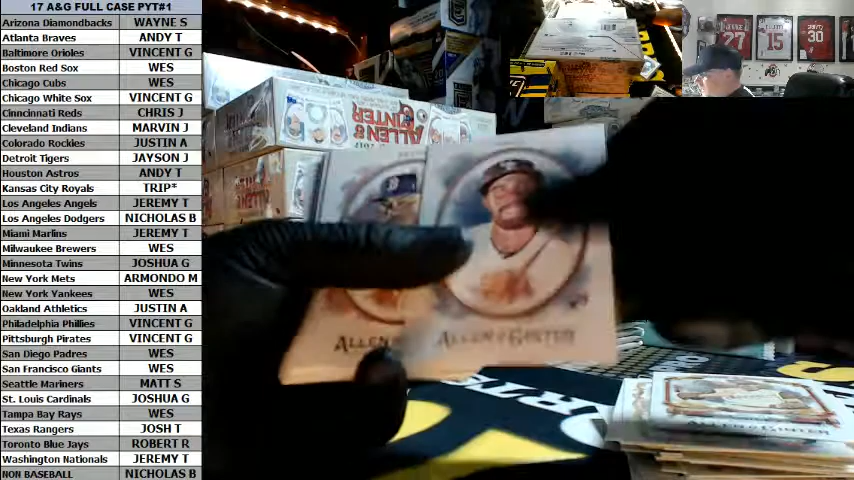 17 A&G FULL CASE PYT#1
Arizona Diamondbacks WAYNE S
Atlanta Braves ANDY T
Baltimore Orioles VINCENT G
Boston Red Sox WES
Chicago Cubs WES
Chicago White Sox VINCENT G
Cinncinati Reds CHRIS J
Cleveland Indians MARVIN J
Colorado Rockies JUSTIN A
Detroit Tigers JAYSON J
Houston Astros ANDY T
Kansas City Royals TRIP*
Los Angeles Angels JEREMY T
Los Angeles Dodgers NICHOLAS B
Miami Marlins JEREMY T
Milwaukee Brewers WES
Minnesota Twins JOSHUA G
New York Mets ARMONDO M
New York Yankees WES
Oakland Athletics JUSTIN A
Philadelphia Phillies VINCENT G
Pittsburgh Pirates VINCENT G
San Diego Padres WES
San Francisco Giants WES
Seattle Mariners MATT S
St. Louis Cardinals JOSHUA G
Tampa Bay Rays WES
Texas Rangers JOSH T
Toronto Blue Jays ROBERT R
Washington Nationals JEREMY T
NON BASEBALL NICHOLAS B
ALLEN & GINTER
ALLEN & GINTER
27
15
30